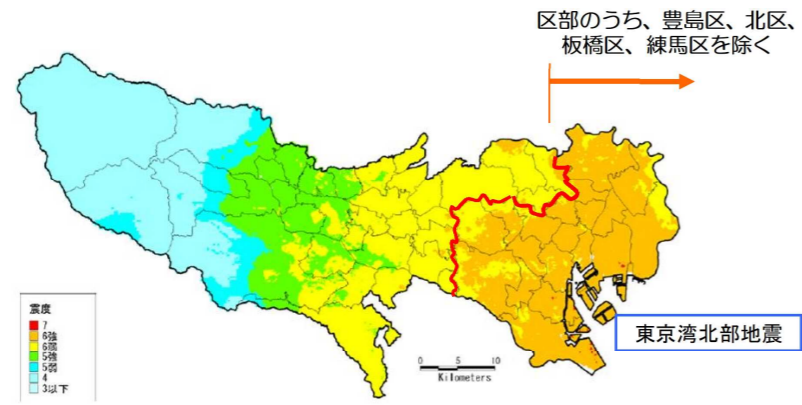 区部のうち、豊島区、北区、
板橋区、練馬区を除く
東京湾北部地震
震度
7
6強
6弱
5強
5弱
4
3以下
0 5 10
Kilometers